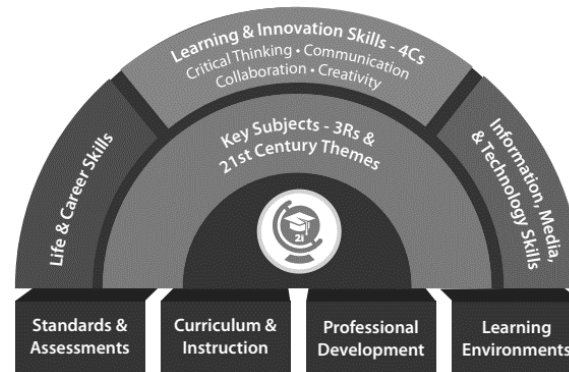 Learning & Innovation Skills - 4Cs
Critical Thinking • Communication
Collaboration • Creativity
Life & Career Skills
Key Subjects - 3Rs &
21st Century Themes
Information, Media,
& Technology Skills
2i
Standards &
Assessments
Curriculum &
Instruction
Professional
Development
Learning
Environments